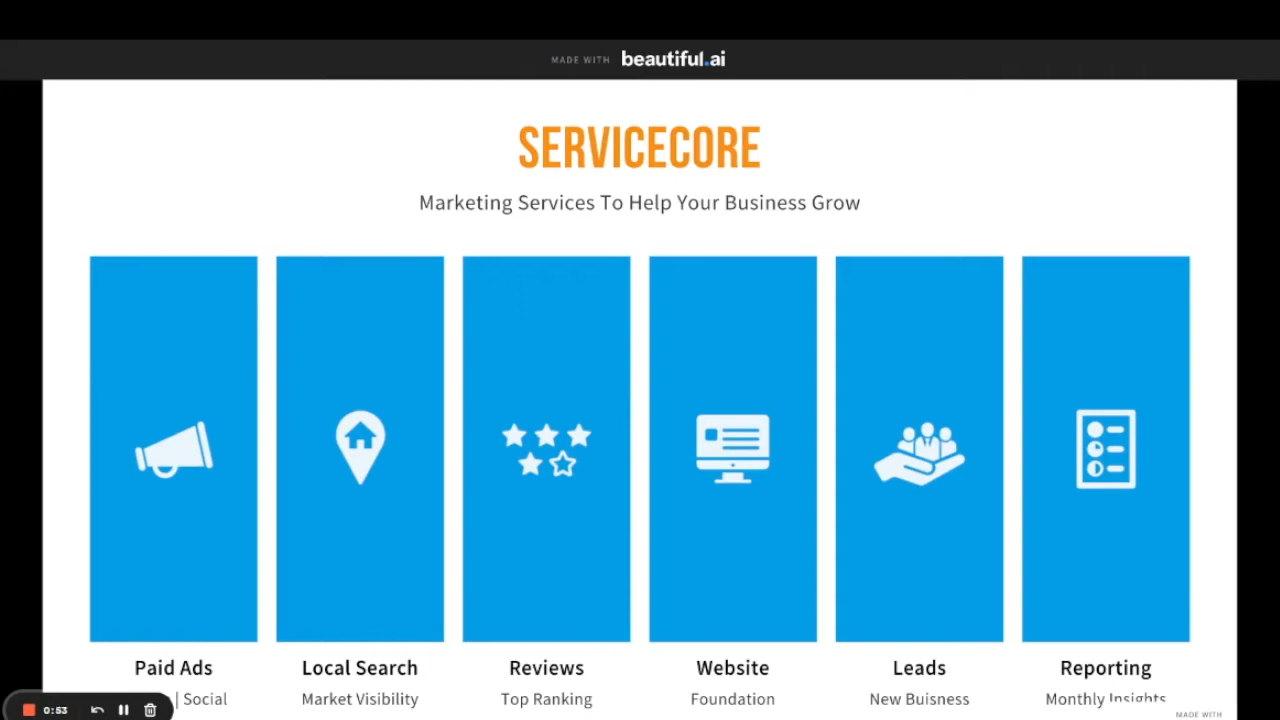 MADE WITH beautiful.ai
SERVICECORE
Marketing Services To Help Your Business Grow
Paid Ads
Local Search
Reviews
Website
Leads
Reporting
| Social
Market Visibility
Top Ranking
Foundation
New Buisness
Monthly Insights
0:53
MADE WITH